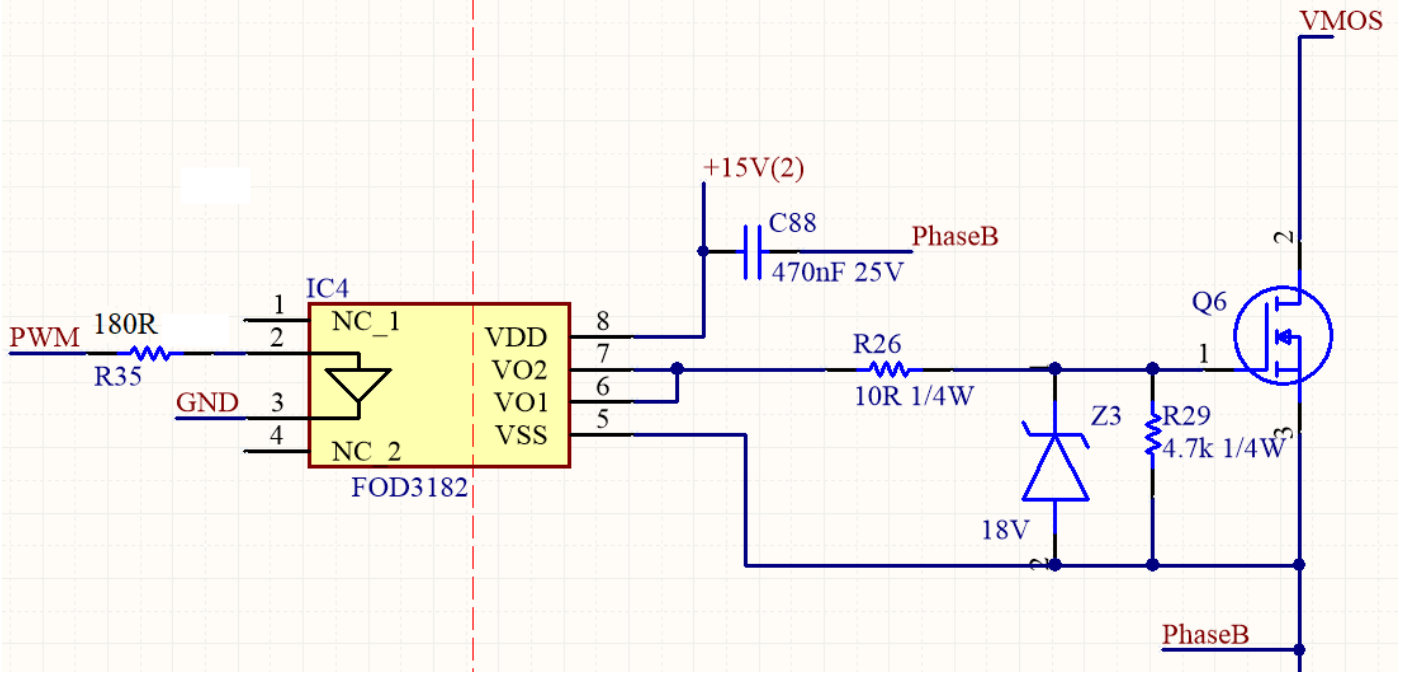 VMOS
+15V(2)
C88
PhaseB
470nF 25V
2
IC4
Q6
1
NC_1
180R
PWM
2
R35
VDD
8
VO2
7
R26
1
10R 1/4W
GND
3
VO1
6
VSS
5
Z3
R29
4.7k 1/4W
3
4
NC_2
FOD3182
18V
2
PhaseB